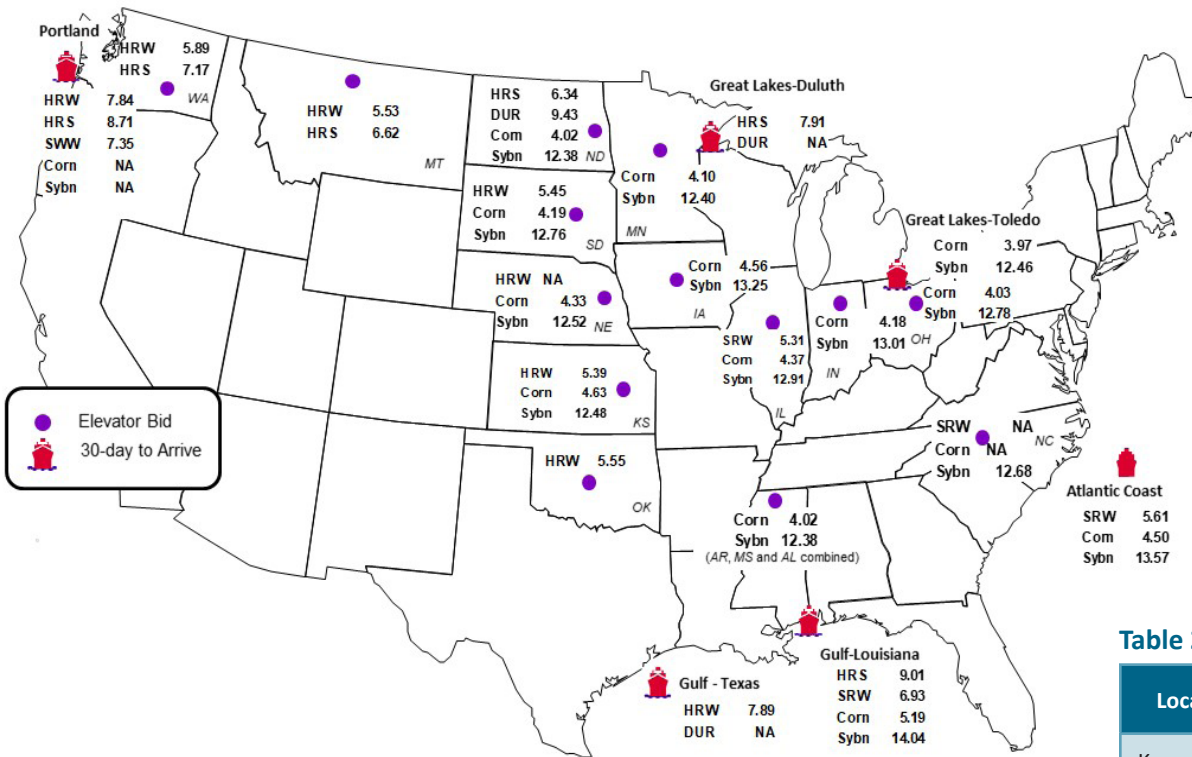 Portland
HRW 5.89
HRS 7.17
WA
HRW 7.84
HRS 8.71
SWW 7.35
Corn NA
Sybn NA
HRW 5.53
HRS 6.62
MT
HRS 6.34
DUR 9.43
Corn 4.02
Sybn 12.38 ND
HRW 5.45
Corn 4.19
Sybn 12.76
SD
HRW NA
Corn 4.33
Sybn 12.52 NE
HRW 5.39
Corn 4.63
Sybn 12.48
KS
HRW 5.55
OK
Great Lakes-Duluth
HRS 7.91
DUR NA
Corn 4.10
Sybn 12.40
MN
Corn 4.56
Sybn 13.25
IA
SRW 5.31
Corn 4.37
Sybn 12.91
IL
Great Lakes-Toledo
Corn 3.97
Sybn 12.46
Corn 4.03
Sybn 12.78
OH
Corn 4.18
Sybn 13.01
IN
SRW NA
NC
Corn NA
Sybn 12.68
Corn 4.02
Sybn 12.38
(AR, MS and AL combined)
Atlantic Coast
SRW 5.61
Corn 4.50
Sybn 13.57
Gulf-Louisiana
HRS 9.01
SRW 6.93
Corn 5.19
Sybn 14.04
Gulf - Texas
HRW 7.89
DUR NA
Elevator Bid
30-day to Arrive
Table
Loca